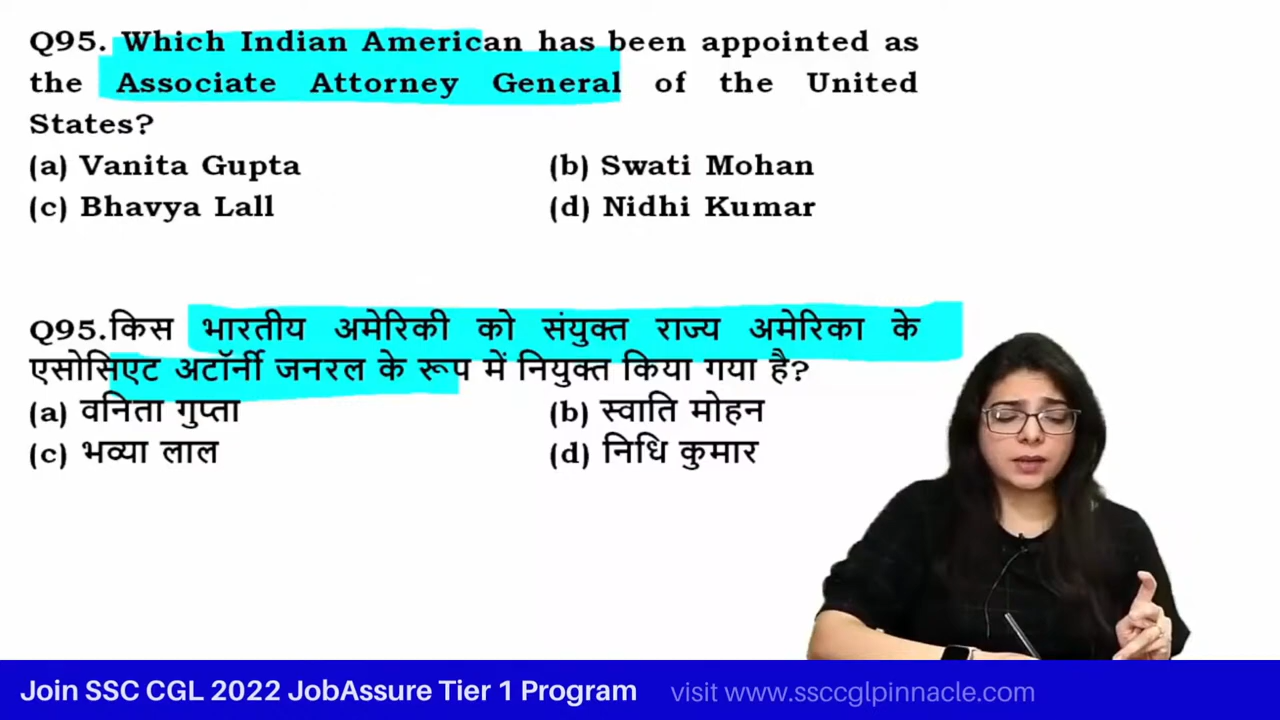 Q95. Which Indian American has been appointed as
the Associate Attorney General of the United
States?
(a) Vanita Gupta (b) Swati Mohan
(c) Bhavya Lall (d) Nidhi Kumar
Q95.किस भारतीय अमेरिकी को संयुक्त राज्य अमेरिका के
एसोसिएट अटॉर्नी जनरल के रूप में नियुक्त किया गया है?
(a) वनिता गुप्ता (b) स्वाति मोहन
(c) भव्या लाल (d) निधि कुमार
Join SSC CGL 2022 JobAssure Tier 1 Program visit www.ssccglpinnacle.com